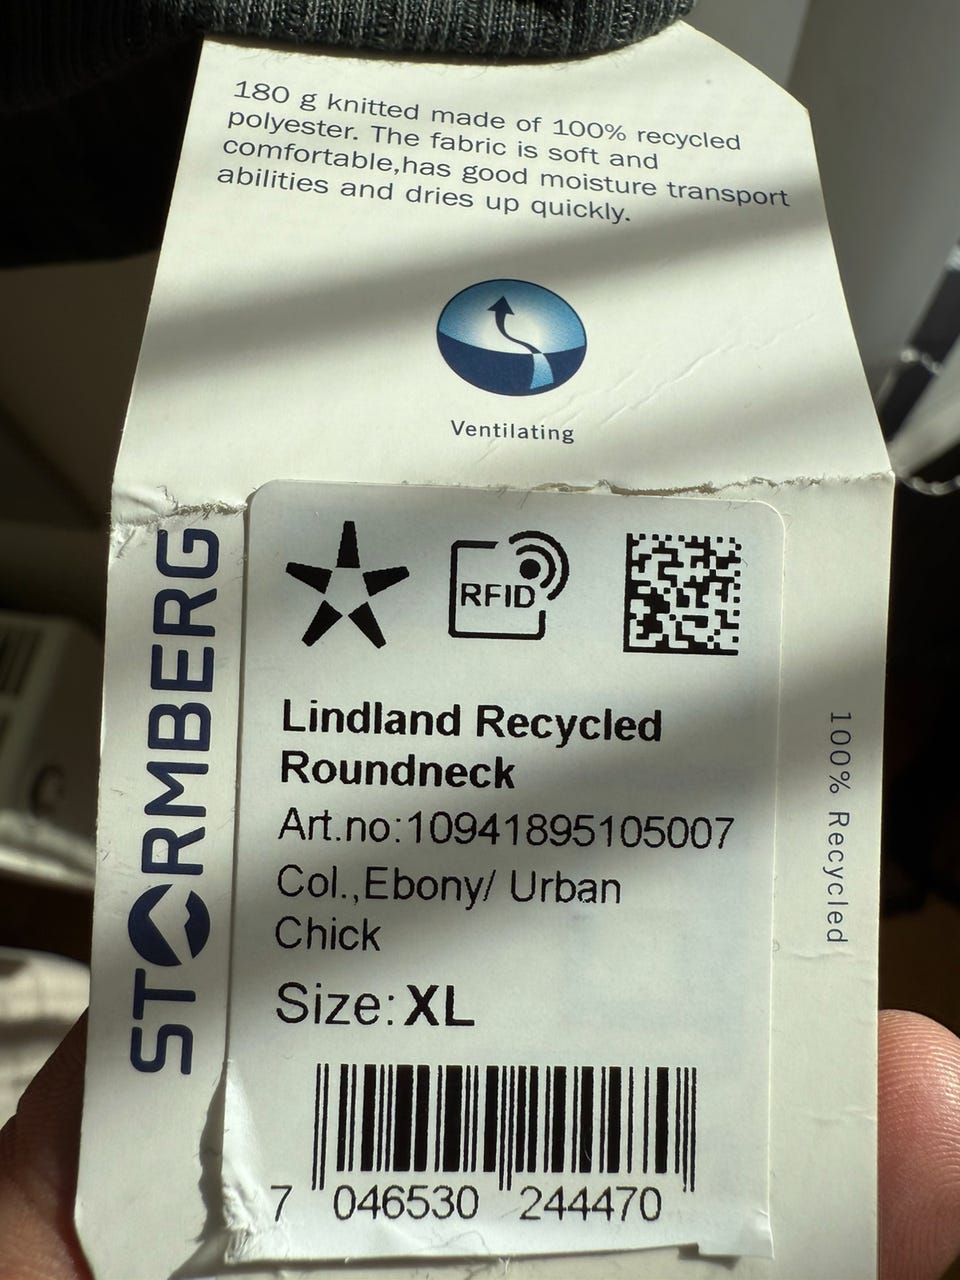 180 g knitted made of 100% recycled
polyester. The fabric is soft and
comfortable,has good moisture transport
abilities and dries up quickly.
Ventilating
STORMBERG
RFID
Lindland Recycled
Roundneck
Art.no:10941895105007
Col.,Ebony/ Urban
Chick
Size: XL
7 046530 244470
100% Recycled